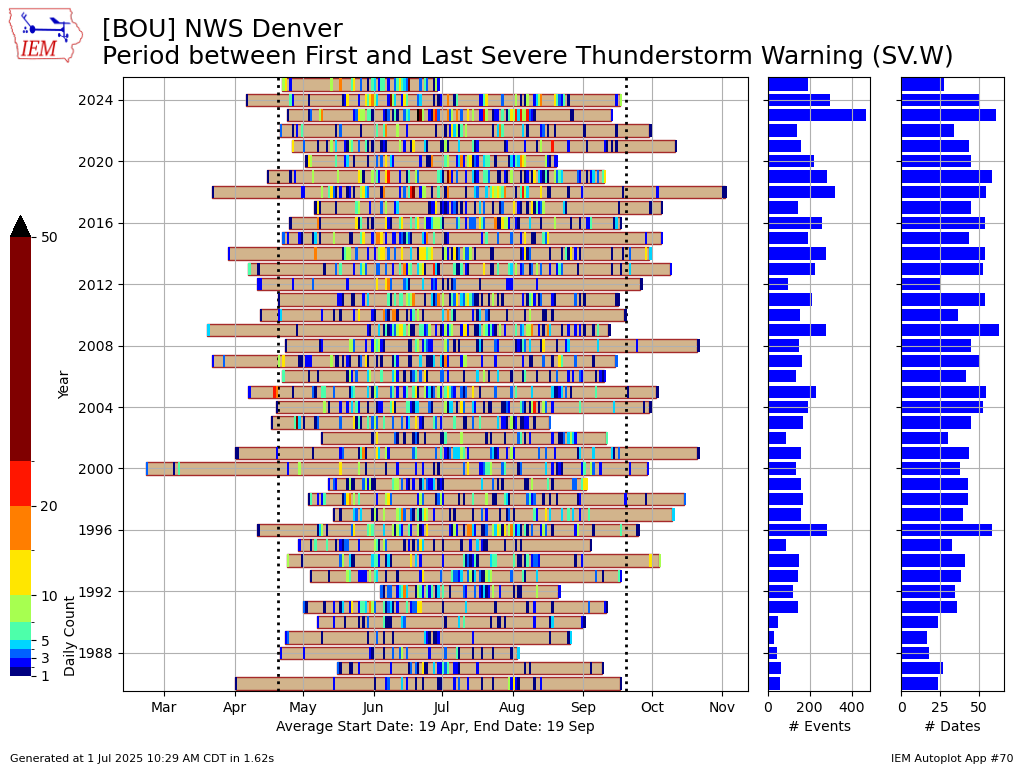 [BOU] NWS Denver
Period between First and Last Severe Thunderstorm Warning (SV.W)
IEM
2024
2020
2016
2012
2008
2004
2000
1996
1992
1988
Year
50
20
10
5
3
1
Daily Count
Mar Apr May Jun Jul Aug Sep Oct Nov
0 200 400
0 25 50
Average Start Date: 19 Apr, End Date: 19 Sep
# Events
# Dates
Generated at 1 Jul 2025 10:29 AM CDT in 1.62s
IEM Autoplot App #70